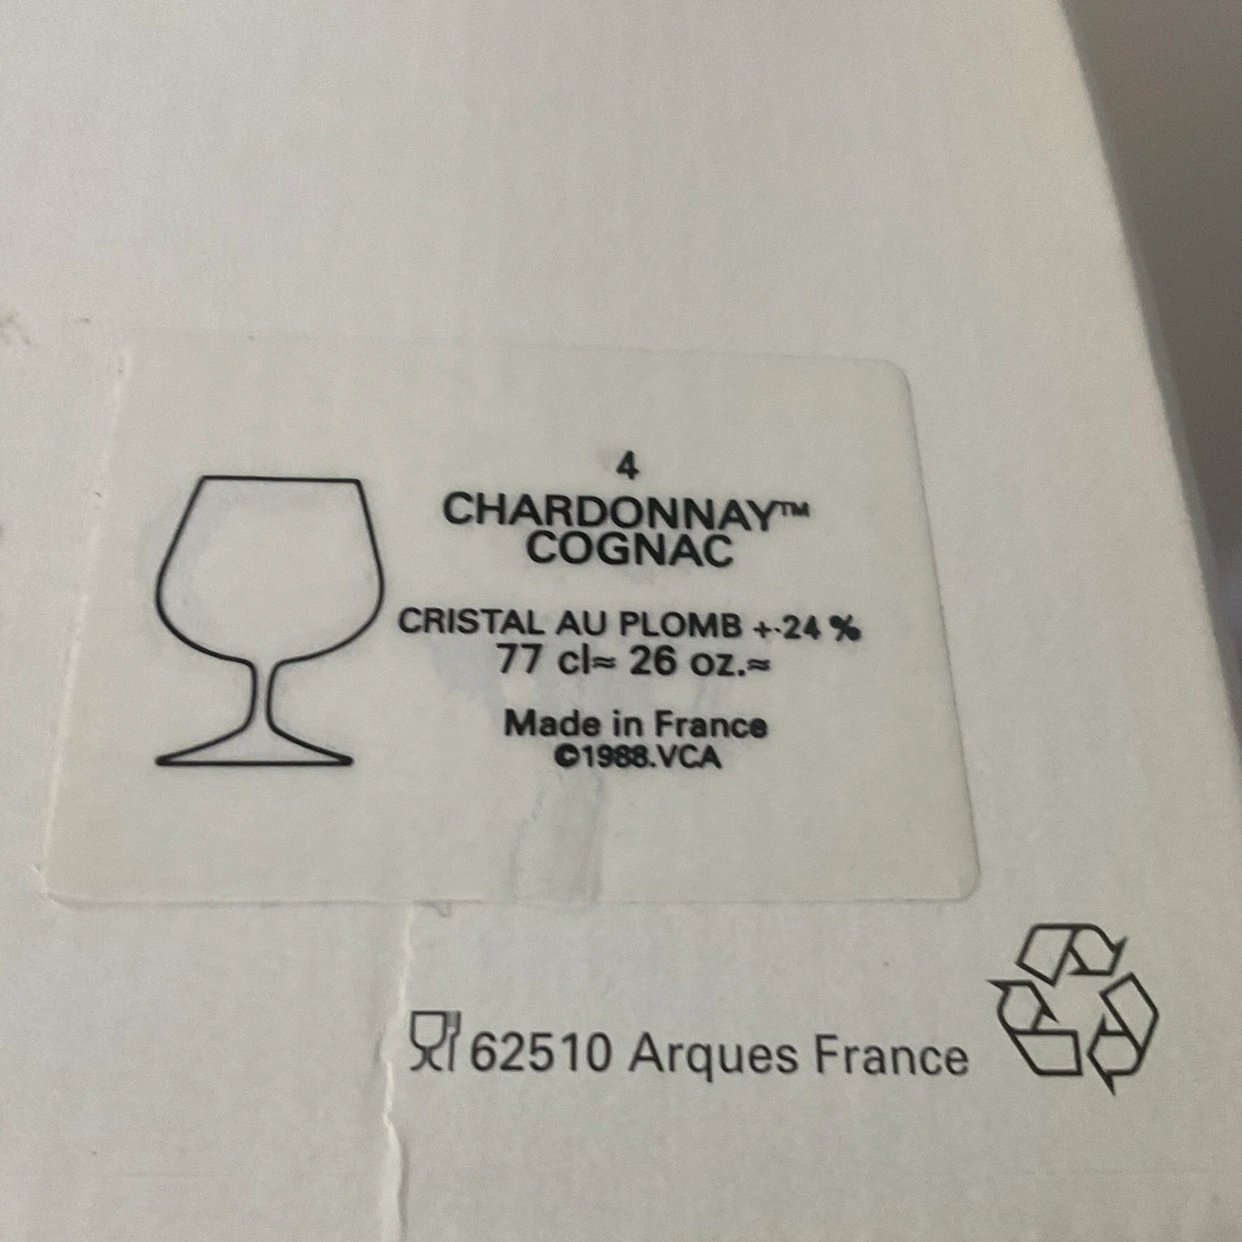 4
CHARDONNAY™
COGNAC
CRISTAL AU PLOMB +·24 %
77 cl≈ 26 oz.≈
Made in France
©1988.VCA
62510 Arques France